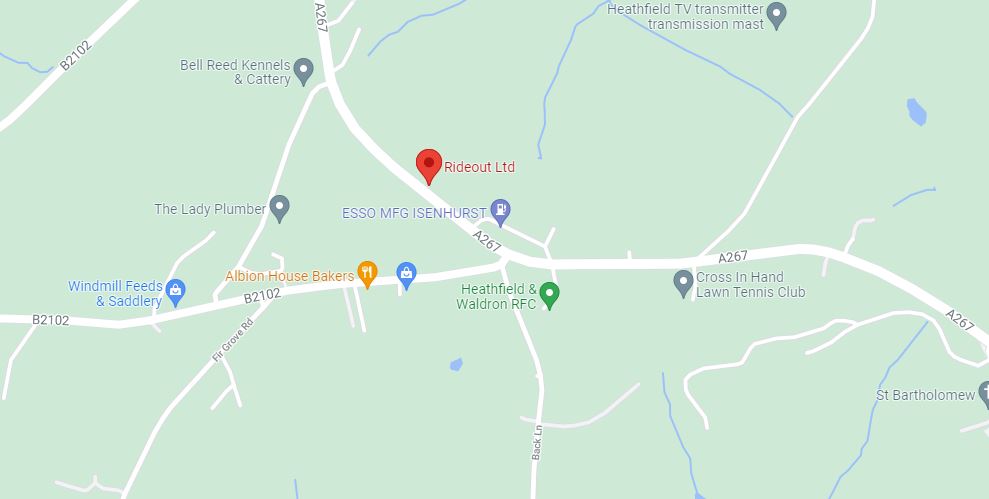 A267
Heathfield TV transmitter
transmission mast
B2102
Bell Reed Kennels
& Cattery
Rideout Ltd
The Lady Plumber
ESSO MFG ISENHURST
A267
A267
Albion House Bakers
Cross In Hand
Lawn Tennis Club
Windmill Feeds
& Saddlery
B2102
Heathfield &
Waldron RFC
B2102
A267
Fir Grove Rd
St Bartholomew
Back Ln